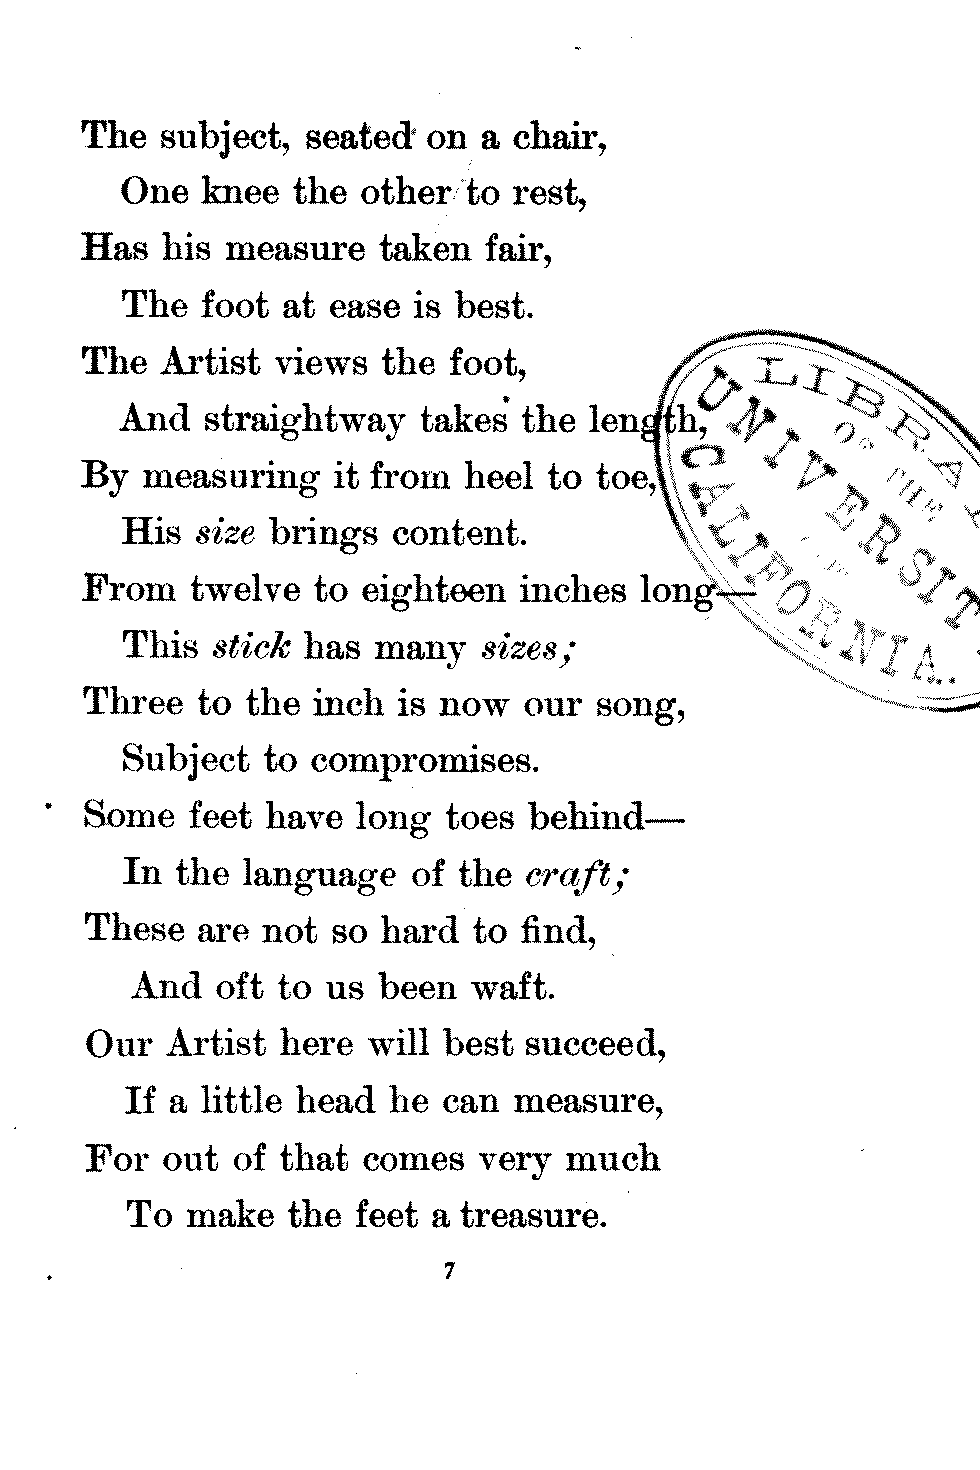 The subject, seated on a chair,
One knee the other to rest,
Has his measure taken fair,
The foot at ease is best.
The Artist views the foot,
And straightway takes the length,
By measuring it from heel to toe,
His size brings content.
From twelve to eighteen inches long—
This stick has many sizes;
Three to the inch is now our song,
Subject to compromises.
Some feet have long toes behind—
In the language of the craft;
These are not so hard to find,
And oft to us been waft.
Our Artist here will best succeed,
If a little head he can measure,
For out of that comes very much
To make the feet a treasure.
7
LIBRA
OF THE
UNIVERSIT
CALIFORNIA.